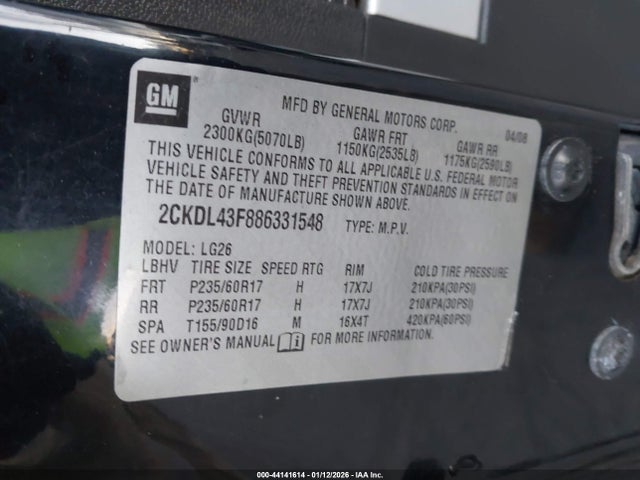 GM
MFD BY GENERAL MOTORS CORP. 04/08
GVWR GAWR FRT GAWR RR
2300KG(5070LB) 1150KG(2535LB) 1175KG(2590LB)
THIS VEHICLE CONFORMS TO ALL APPLICABLE U.S. FEDERAL MOTOR
VEHICLE SAFETY AND THEFT PREVENTION STANDARDS IN EFFECT ON
THE DATE OF MANUFACTURE SHOWN ABOVE.
2CKDL43F886331548 TYPE: M.P.V.
MODEL: LG26
LBHV TIRE SIZE SPEED RTG RIM COLD TIRE PRESSURE
FRT P235/60R17 H 17X7J 210KPA(30PSI)
RR P235/60R17 H 17X7J 210KPA(30PSI)
SPA T155/90D16 M 16X4T 420KPA(60PSI)
SEE OWNER'S MANUAL FOR MORE INFORMATION.
000-44141614 - 01/12/2026 - IAA Inc.